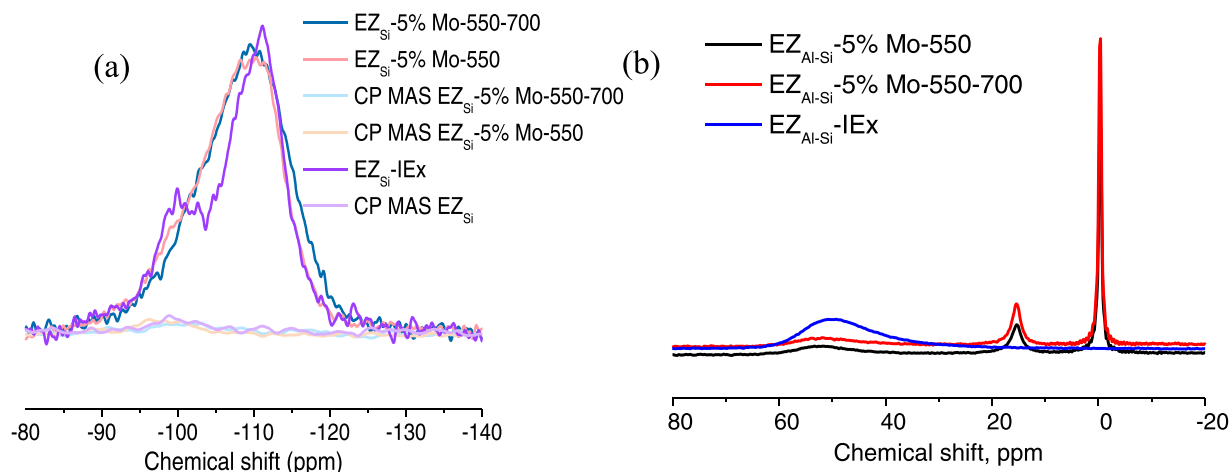 (a)
EZSi-5% Mo-550-700
EZSi-5% Mo-550
CP MAS EZSi-5% Mo-550-700
CP MAS EZSi-5% Mo-550
EZSi-IEx
CP MAS EZSi
-80 -90 -100 -110 -120 -130 -140
Chemical shift (ppm)
(b)
EZAl-Si-5% Mo-550
EZAl-Si-5% Mo-550-700
EZAl-Si-IEx
80 60 40 20 0 -20
Chemical shift, ppm